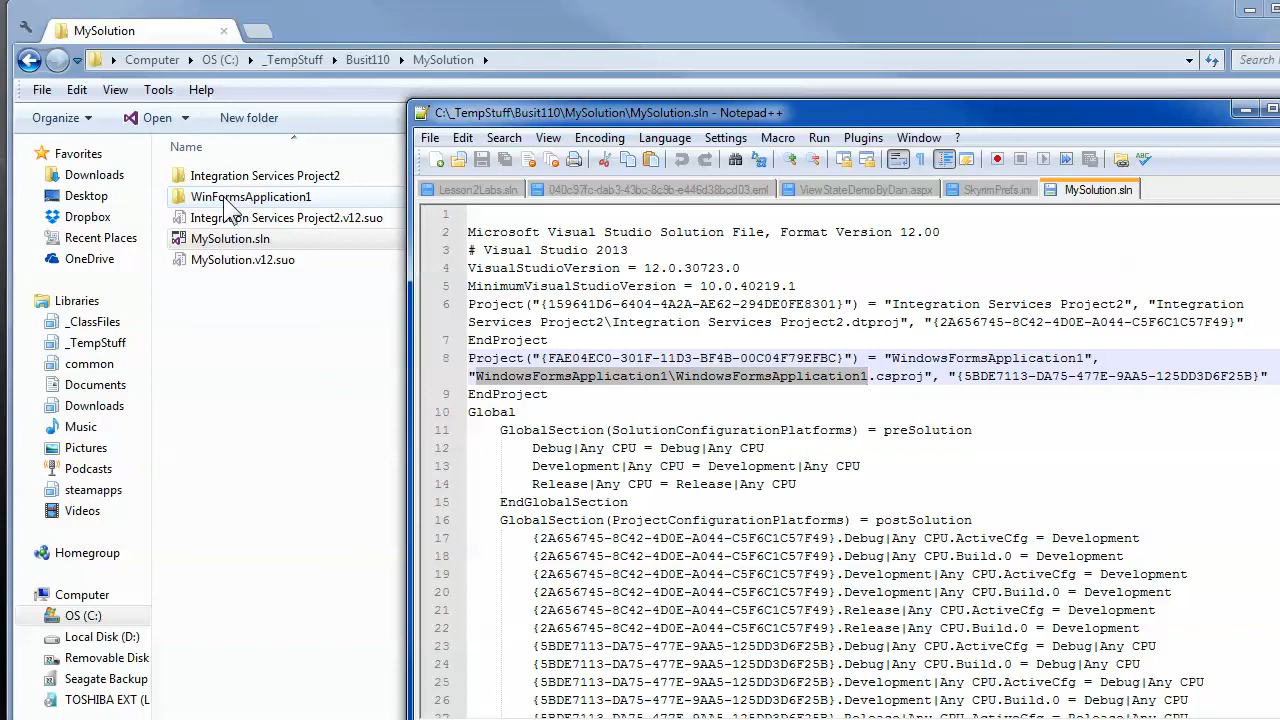 MySolution
Computer OS (C:) _TempStuff Busit110 MySolution
Search
File Edit View Tools Help
Organize Open New folder
Favorites
Downloads
Desktop
Dropbox
Recent Places
OneDrive
Libraries
_ClassFiles
_TempStuff
common
Documents
Downloads
Music
Pictures
Podcasts
steamapps
Videos
Homegroup
Computer
OS (C:)
Local Disk (D:)
Removable Disk
Seagate Backup
TOSHIBA EXT (L
Name
Integration Services Project2
WinFormsApplication1
Integration Services Project2.v12.suo
MySolution.sln
MySolution.v12.suo
C:\_TempStuff\Busit110\MySolution\MySolution.sln - Notepad++
File Edit Search View Encoding Language Settings Macro Run Plugins Window ?
Lesson2Labs.sln 040c97fc-dab3-43bc-8c9b-e446d38bcd05.eml ViewStateDemoByDan.aspx SkyrimPrefs.ini MySolution.sln
1
2 Microsoft Visual Studio Solution File, Format Version 12.00
3 # Visual Studio 2013
4 VisualStudioVersion = 12.0.30723.0
5 MinimumVisualStudioVersion = 10.0.40219.1
6 Project("{159641D6-6404-4A2A-AE62-294DE0FE8301}") = "Integration Services Project2", "Integration
Services Project2\Integration Services Project2.dtproj", "{2A656745-8C42-4D0E-A044-C5F6C1C57F49}"
7 EndProject
8 Project("{FAE04EC0-301F-11D3-BF4B-00C04F79EFBC}") = "WindowsFormsApplication1",
"WindowsFormsApplication1\WindowsFormsApplication1.csproj", "{5BDE7113-DA75-477E-9AA5-125DD3D6F25B}"
9 EndProject
10 Global
11 GlobalSection(SolutionConfigurationPlatforms) = preSolution
12 Debug|Any CPU = Debug|Any CPU
13 Development|Any CPU = Development|Any CPU
14 Release|Any CPU = Release|Any CPU
15 EndGlobalSection
16 GlobalSection(ProjectConfigurationPlatforms) = postSolution
17 {2A656745-8C42-4D0E-A044-C5F6C1C57F49}.Debug|Any CPU.ActiveCfg = Development
18 {2A656745-8C42-4D0E-A044-C5F6C1C57F49}.Debug|Any CPU.Build.0 = Development
19 {2A656745-8C42-4D0E-A044-C5F6C1C57F49}.Development|Any CPU.ActiveCfg = Development
20 {2A656745-8C42-4D0E-A044-C5F6C1C57F49}.Development|Any CPU.Build.0 = Development
21 {2A656745-8C42-4D0E-A044-C5F6C1C57F49}.Release|Any CPU.ActiveCfg = Development
22 {2A656745-8C42-4D0E-A044-C5F6C1C57F49}.Release|Any CPU.Build.0 = Development
23 {5BDE7113-DA75-477E-9AA5-125DD3D6F25B}.Debug|Any CPU.ActiveCfg = Debug|Any CPU
24 {5BDE7113-DA75-477E-9AA5-125DD3D6F25B}.Debug|Any CPU.Build.0 = Debug|Any CPU
25 {5BDE7113-DA75-477E-9AA5-125DD3D6F25B}.Development|Any CPU.ActiveCfg = Debug|Any CPU
26 {5BDE7113-DA75-477E-9AA5-125DD3D6F25B}.Development|Any CPU.Build.0 = Debug|Any CPU